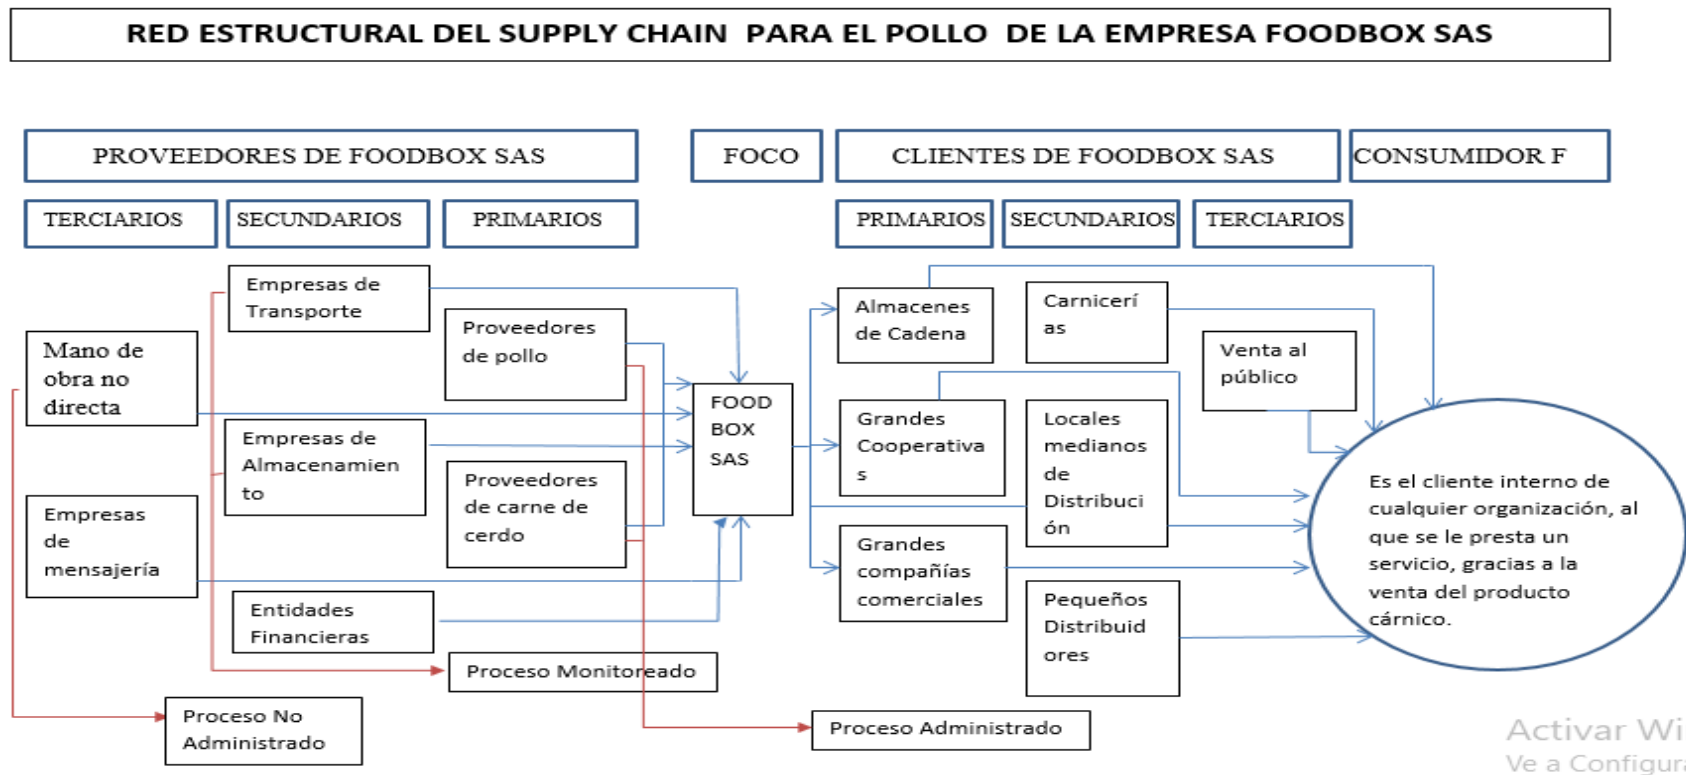 RED ESTRUCTURAL DEL SUPPLY CHAIN PARA EL POLLO DE LA EMPRESA FOODBOX SAS
PROVEEDORES DE FOODBOX SAS
FOCO
CLIENTES DE FOODBOX SAS
CONSUMIDOR F
TERCIARIOS
SECUNDARIOS
PRIMARIOS
PRIMARIOS
SECUNDARIOS
TERCIARIOS
Mano de
obra no
directa
Empresas
de
mensajería
Empresas de
Transporte
Empresas de
Almacenamien
to
Entidades
Financieras
Proveedores
de pollo
Proveedores
de carne de
cerdo
FOOD
BOX
SAS
Almacenes
de Cadena
Grandes
Cooperativa
s
Grandes
compañías
comerciales
Carnicerí
as
Locales
medianos
de
Distribuci
ón
Pequeños
Distribuid
ores
Venta al
público
Es el cliente interno de
cualquier organización, al
que se le presta un
servicio, gracias a la
venta del producto
cárnico.
Proceso Monitoreado
Proceso No
Administrado
Proceso Administrado
Activar Wi
Ve a Configura